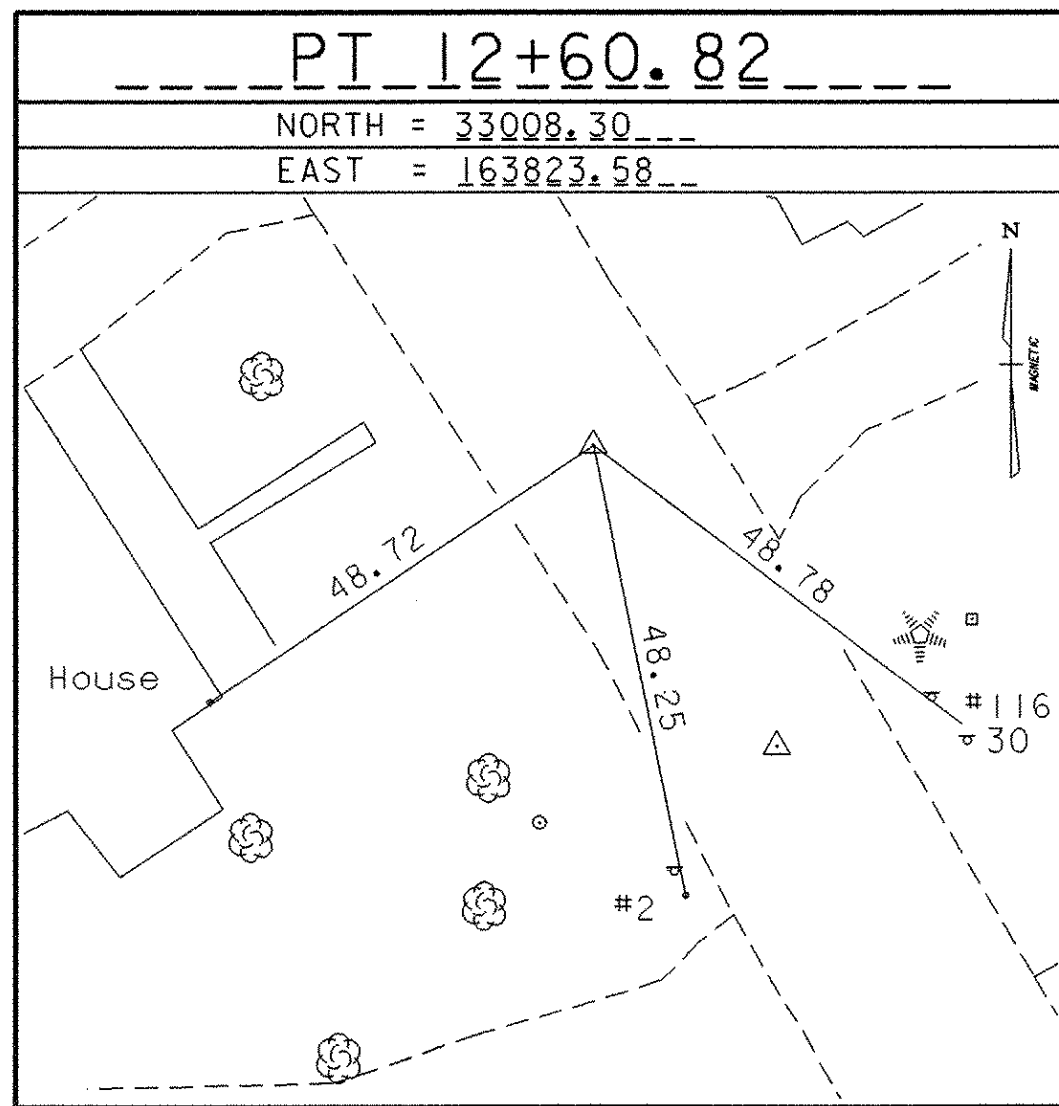 PT 12+60.82
NORTH = 33008.30
EAST = 163823.58
N
MAGNETIC
48.72
48.78
48.25
House
#116
30
#2